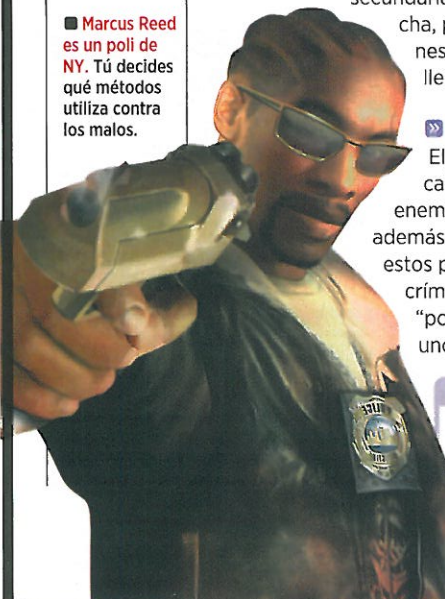 ■ Marcus Reed
es un poli de
NY. Tú decides
qué métodos
utiliza contra
los malos.
cha, p
nes
lle
»
El
ca
enem
además
estos p
crím
"po
uno